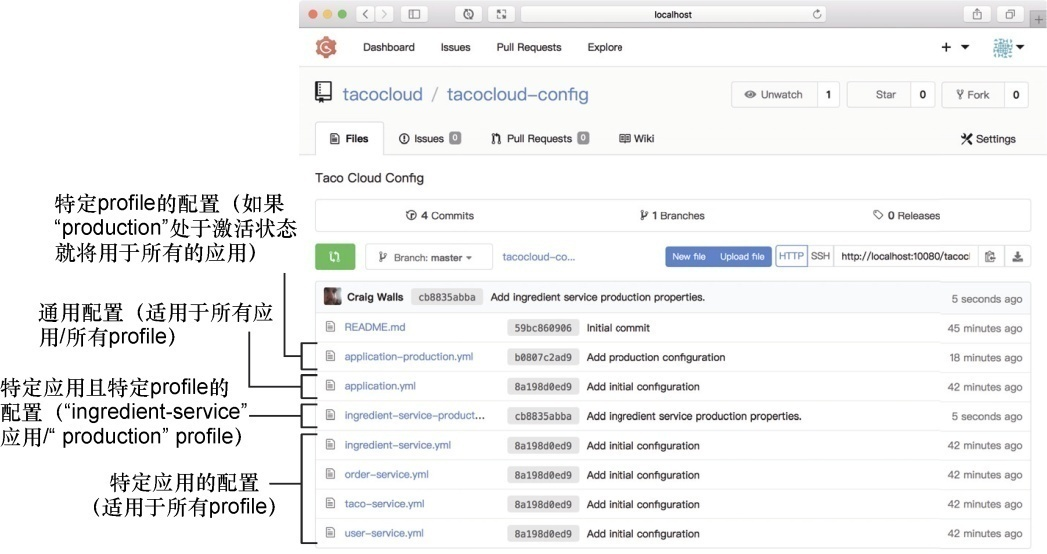 localhost
Dashboard Issues Pull Requests Explore
tacocloud / tacocloud-config
Unwatch 1 Star 0 Fork 0
Files Issues 0 Pull Requests 0 Wiki Settings
Taco Cloud Config
4 Commits 1 Branches 0 Releases
Branch: master tacocloud-co... New file Upload file HTTP SSH http://localhost:10080/tacocl
Craig Walls cb8835abba Add ingredient service production properties. 5 seconds ago
README.md 59bc860906 Initial commit 45 minutes ago
application-production.yml b0807c2ad9 Add production configuration 18 minutes ago
application.yml 8a198d0ed9 Add initial configuration 42 minutes ago
ingredient-service-product... cb8835abba Add ingredient service production properties. 5 seconds ago
ingredient-service.yml 8a198d0ed9 Add initial configuration 42 minutes ago
order-service.yml 8a198d0ed9 Add initial configuration 42 minutes ago
taco-service.yml 8a198d0ed9 Add initial configuration 42 minutes ago
user-service.yml 8a198d0ed9 Add initial configuration 42 minutes ago
特定profile的配置（如果
“production”处于激活状态
就将用于所有的应用）
通用配置（适用于所有应
用/所有profile）
特定应用且特定profile的
配置（“ingredient-service”
应用/“ production” profile）
特定应用的配置
（适用于所有profile）